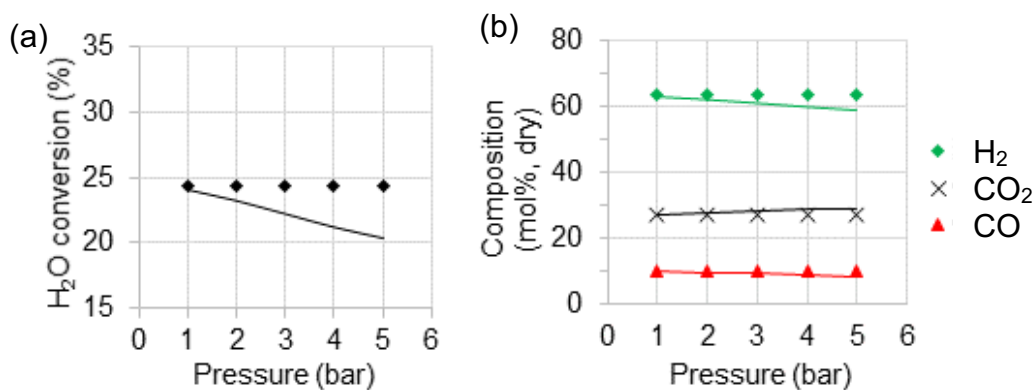 (a)
H₂O conversion (%)
35
30
25
20
15
0 1 2 3 4 5 6
Pressure (bar)
(b)
Composition
(mol%, dry)
80
60
40
20
0
0 1 2 3 4 5 6
Pressure (bar)
H₂
CO₂
CO